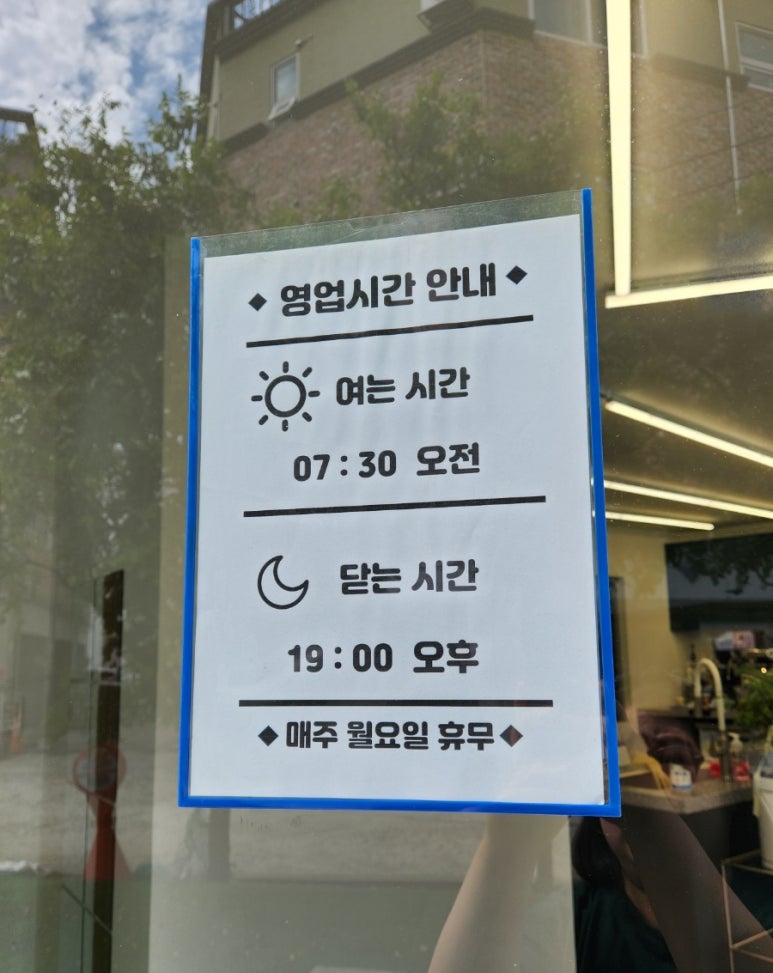 ◆ 영업시간 안내 ◆
여는 시간
07 : 30 오전
닫는 시간
19 : 00 오후
◆ 매주 월요일 휴무 ◆